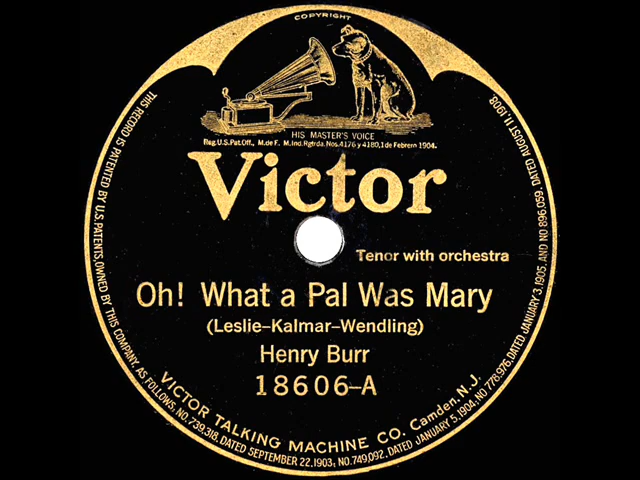 COPYRIGHT
HIS MASTER'S VOICE
Reg.U.S.Pat.Off., M.de F. M.Ind.Rgtrda.Nos.4176 y 4180,1 de Febrero 1904.
Victor
Tenor with orchestra
Oh! What a Pal Was Mary
(Leslie-Kalmar-Wendling)
Henry Burr
18606-A
VICTOR TALKING MACHINE CO. Camden, N.J.
THIS RECORD IS PATENTED BY U.S. PATENTS, OWNED BY THIS COMPANY, AS FOLLOWS, NO. 739,318, DATED SEPTEMBER 22, 1903; NO. 749,092, DATED JANUARY 5, 1904; NO 778,976, DATED JANUARY 3, 1905, AND NO 896,059, DATED AUGUST 11, 1908.